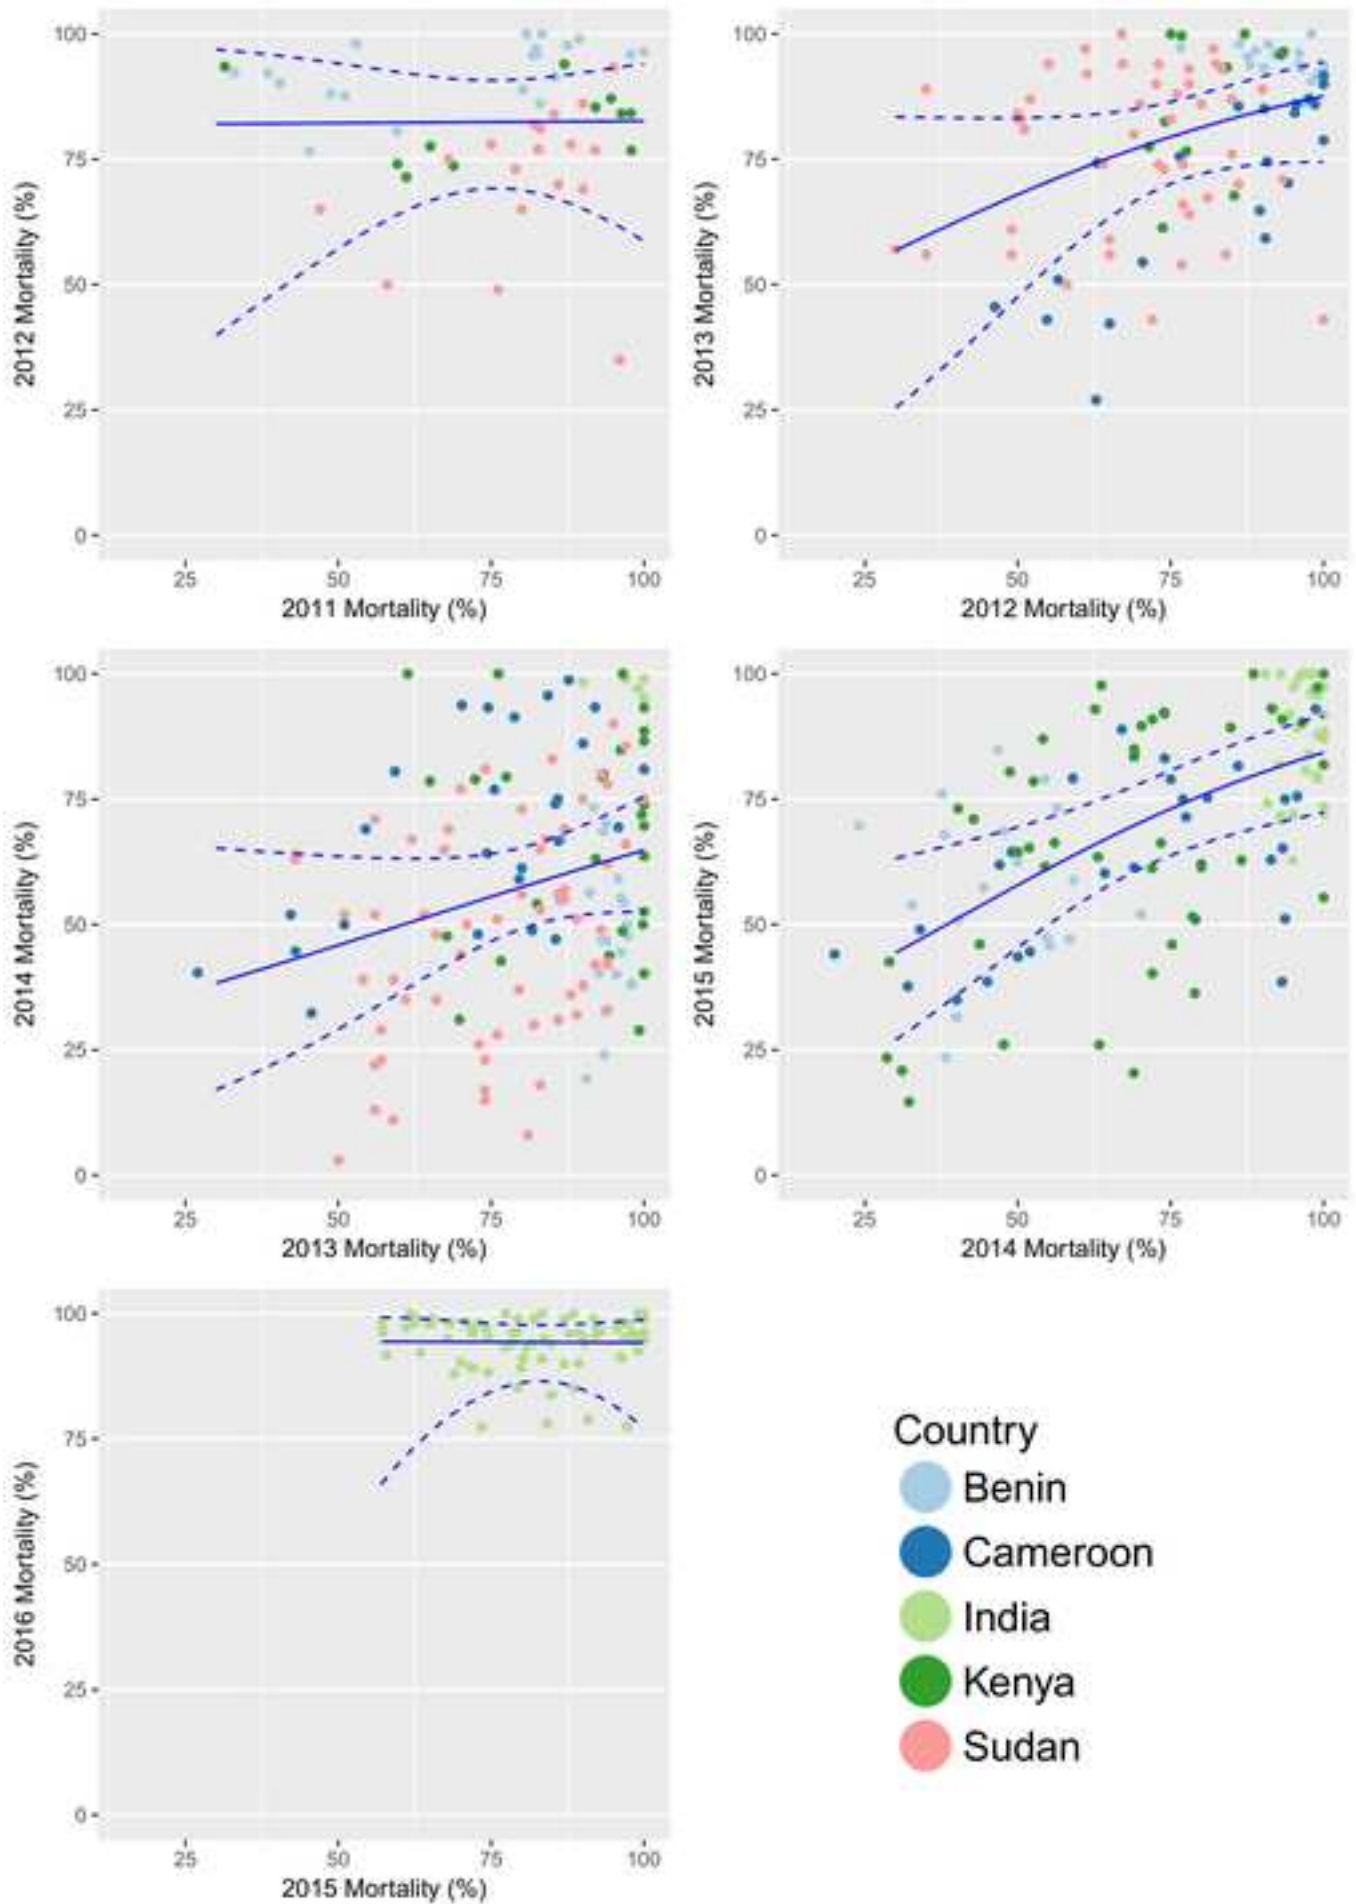 100
75
50
25
0
2012 Mortality (%)
25 50 75 100
2011 Mortality (%)
100
75
50
25
0
2013 Mortality (%)
25 50 75 100
2012 Mortality (%)
100
75
50
25
0
2014 Mortality (%)
25 50 75 100
2013 Mortality (%)
100
75
50
25
0
2015 Mortality (%)
25 50 75 100
2014 Mortality (%)
100
75
50
25
0
2016 Mortality (%)
25 50 75 100
2015 Mortality (%)
Country
Benin
Cameroon
India
Kenya
Sudan